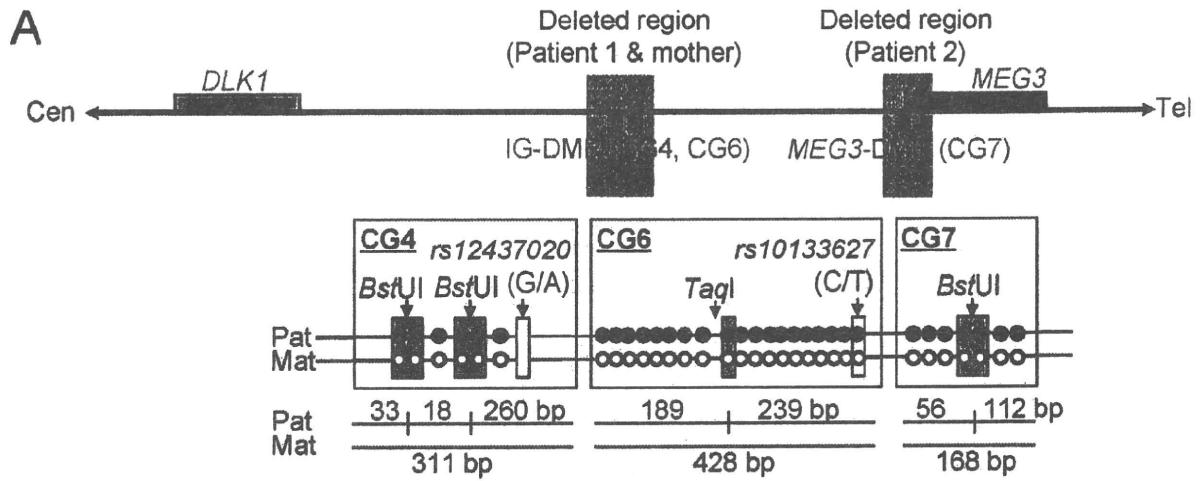 A
Deleted region
(Patient 1 & mother)
Deleted region
(Patient 2)
DLK1
MEG3
Cen
Tel
IG-DM 4, CG6)
MEG3-D (CG7)
CG4
rs12437020
BstUI BstUI (G/A)
CG6
rs10133627
TaqI (C/T)
CG7
BstUI
Pat
Mat
33 18 260 bp
189 239 bp
56 112 bp
Pat
Mat
311 bp
428 bp
168 bp